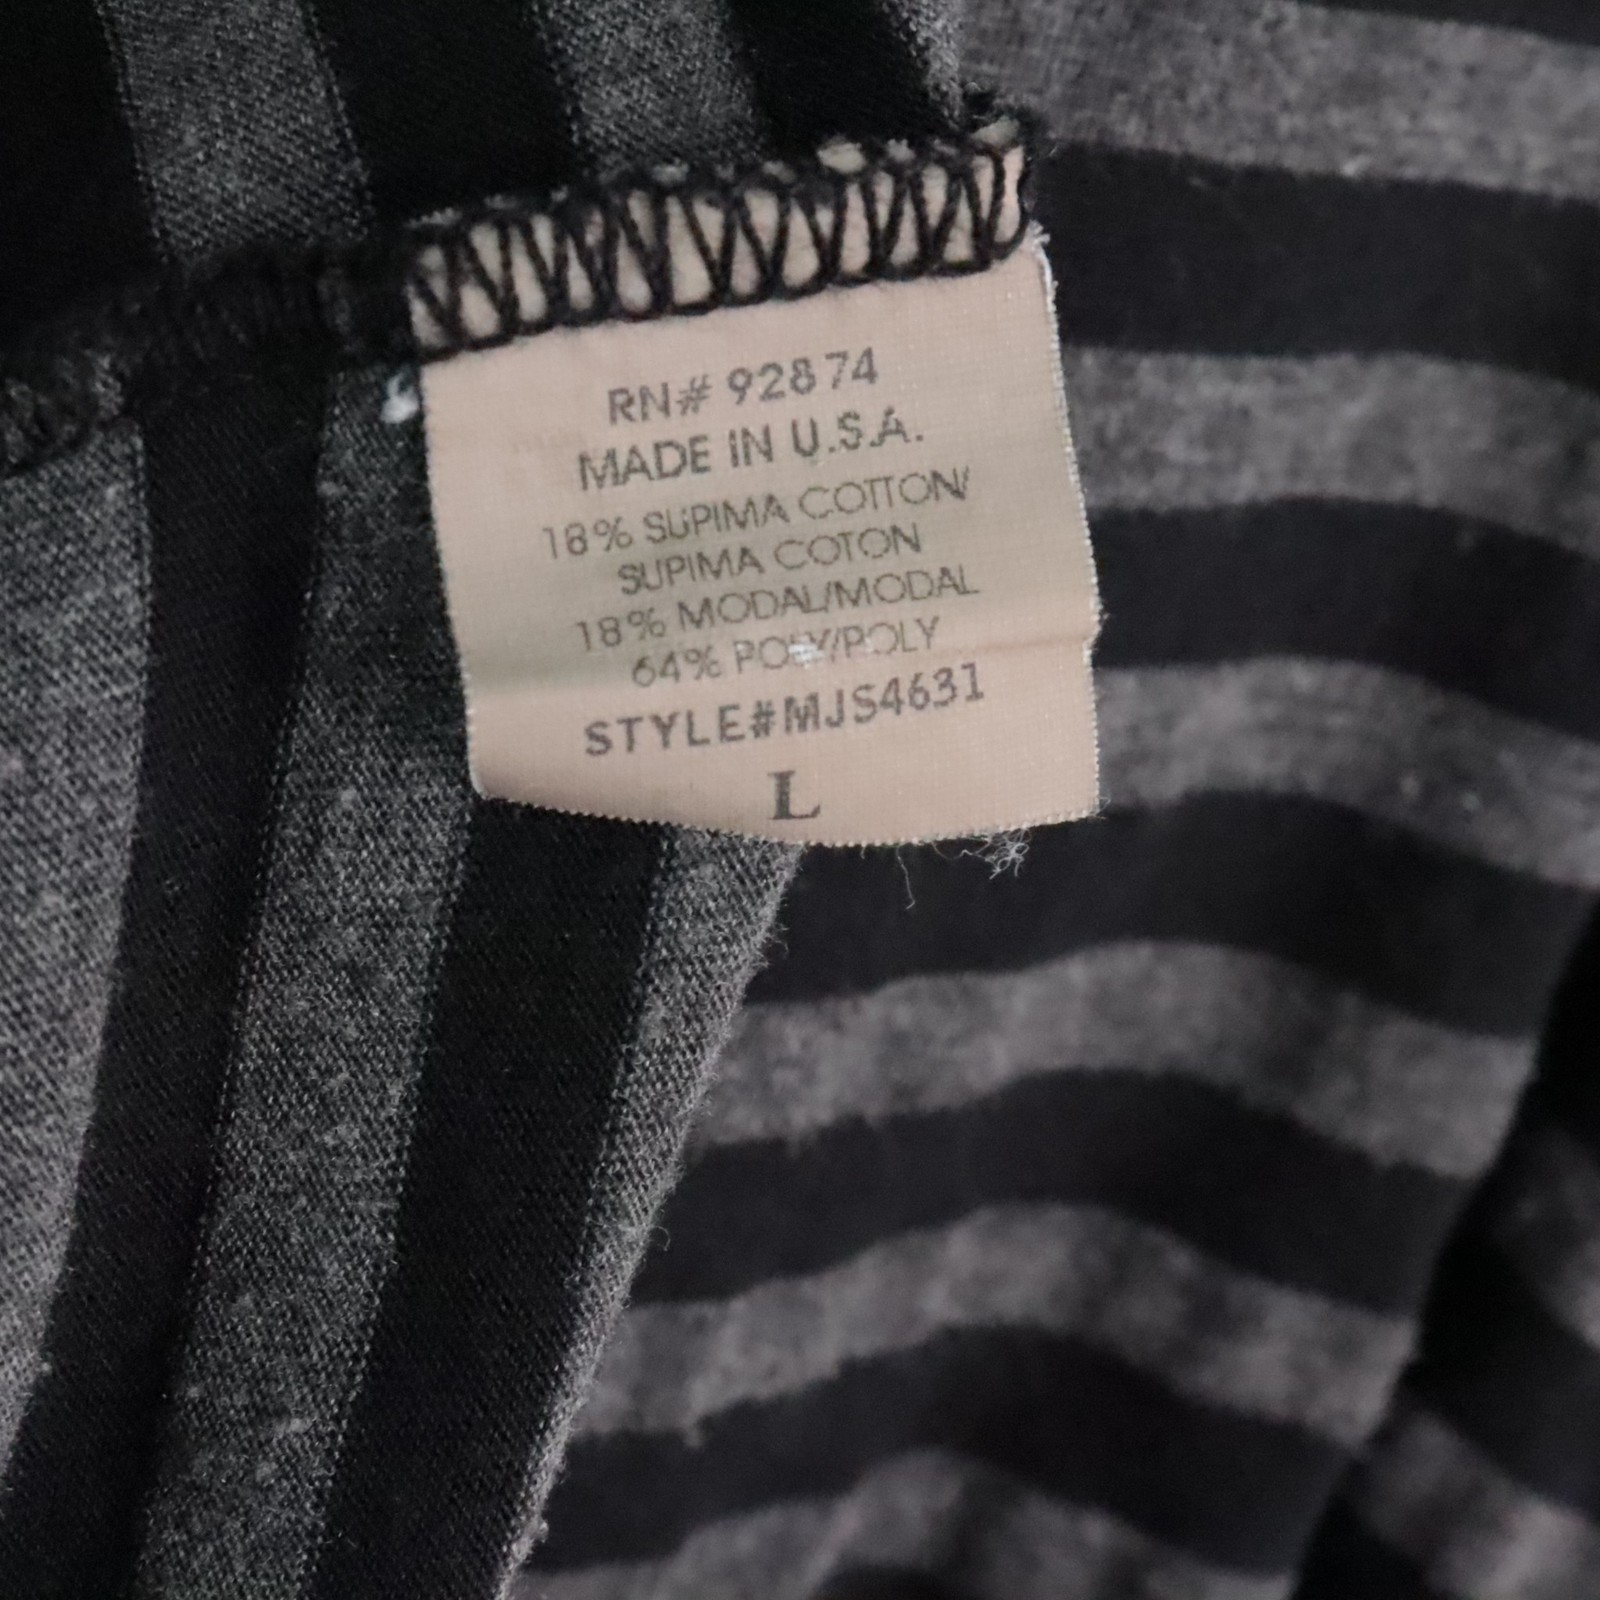 RN# 92874
MADE IN U.S.A.
18% SUPIMA COTTON/
SUPIMA COTON
18% MODAL/MODAL
64% POLY/POLY
STYLE#MJS4631
L